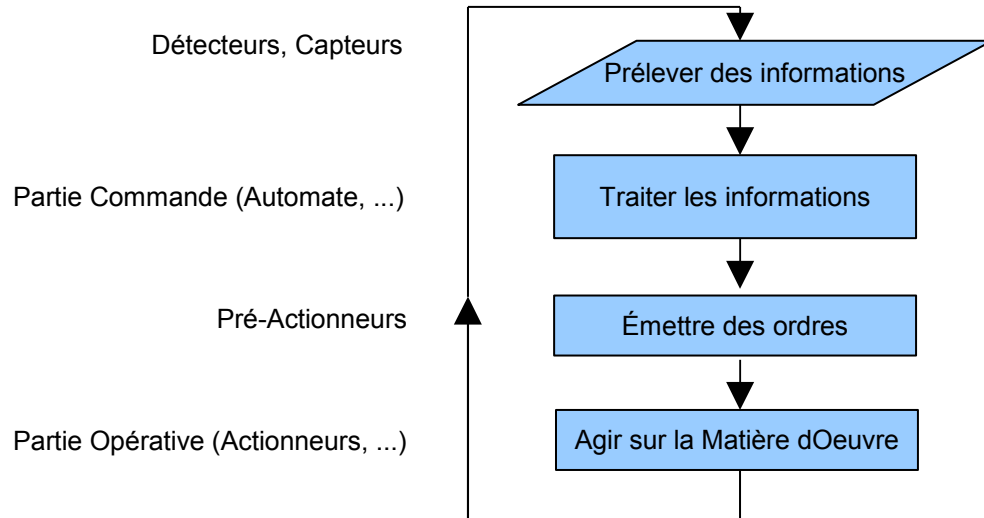 Détecteurs, Capteurs
Prélever des informations
Partie Commande (Automate, ...)
Traiter les informations
Pré-Actionneurs
Émettre des ordres
Partie Opérative (Actionneurs, ...)
Agir sur la Matière dOeuvre